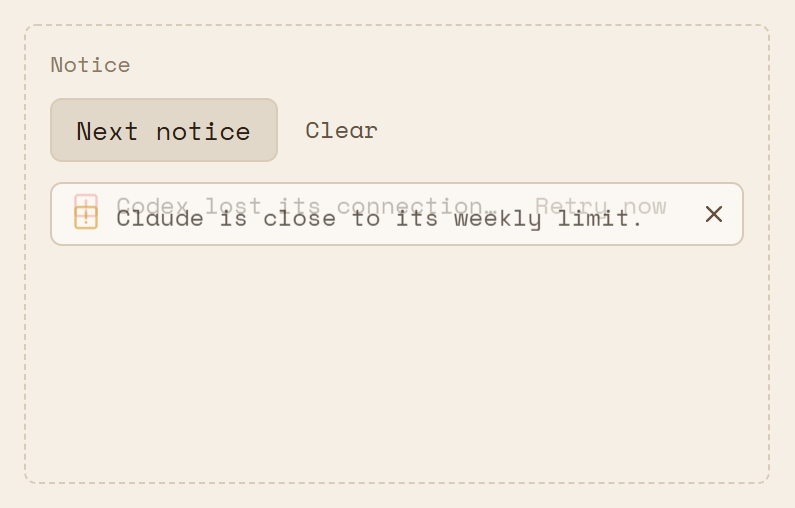 Notice
Next notice Clear
Codex lost its connection… Retry now
Claude is close to its weekly limit.